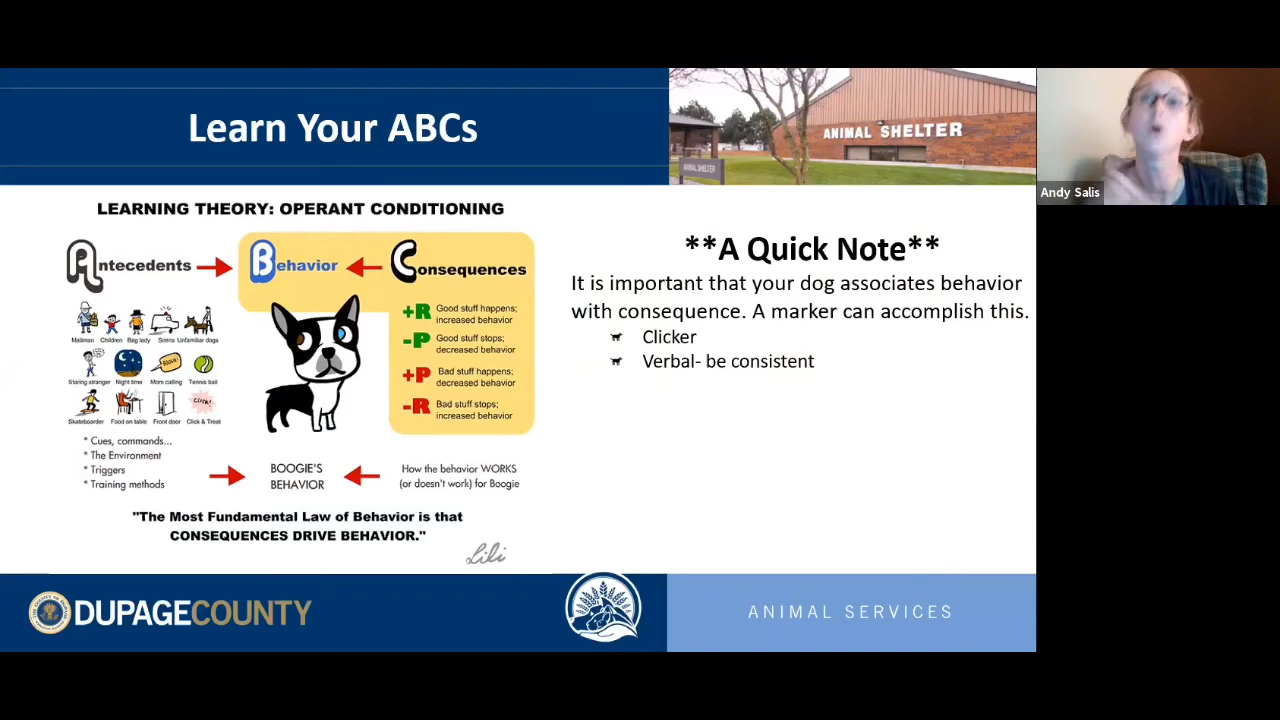 Learn Your ABCs
ANIMAL SHELTER
ANIMAL SHELTER
Andy Salis
LEARNING THEORY: OPERANT CONDITIONING
Antecedents
Behavior
Consequences
Mailman Children Bag lady Sirens Unfamiliar dogs
Staring stranger Night time Mom calling Tennis ball
BOOGIE!
Skateboarder Food on table Front door Click & Treat
CLICK!
+R Good stuff happens;
increased behavior
-P Good stuff stops;
decreased behavior
+P Bad stuff happens;
decreased behavior
-R Bad stuff stops;
increased behavior
* Cues, commands...
* The Environment
* Triggers
* Training methods
BOOGIE'S
BEHAVIOR
How the behavior WORKS
(or doesn't work) for Boogie
"The Most Fundamental Law of Behavior is that
CONSEQUENCES DRIVE BEHAVIOR."
Lili
**A Quick Note**
It is important that your dog associates behavior
with consequence. A marker can accomplish this.
Clicker
Verbal- be consistent
DUPAGECOUNTY
ANIMAL SERVICES